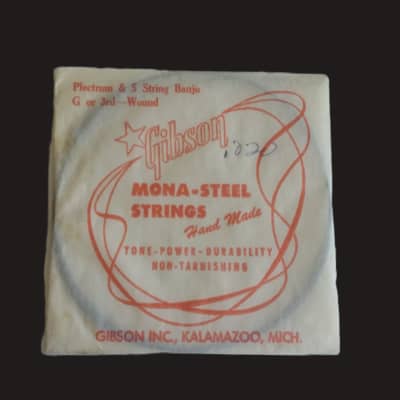 Plectrum & 5 String Banjo
G or 3rd—Wound
Gibson
.020
MONA-STEEL
STRINGS
Hand Made
TONE-POWER-DURABILITY
NON-TARNISHING
GIBSON INC., KALAMAZOO, MICH.